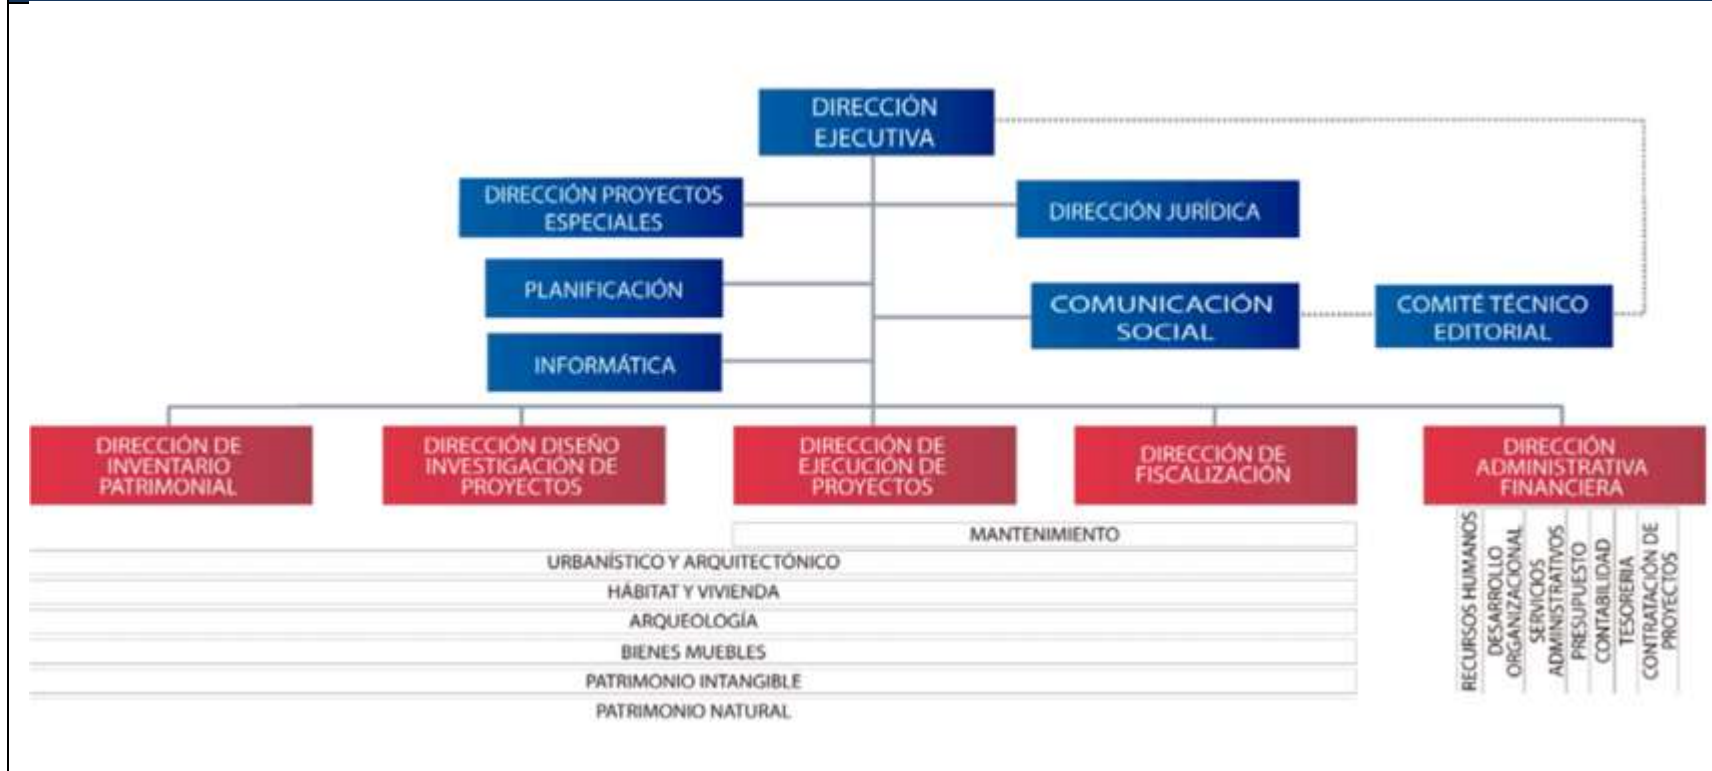 DIRECCIÓN
EJECUTIVA
DIRECCIÓN PROYECTOS
ESPECIALES
DIRECCIÓN JURÍDICA
PLANIFICACIÓN
COMUNICACIÓN
SOCIAL
COMITÉ TÉCNICO
EDITORIAL
INFORMÁTICA
DIRECCIÓN DE
INVENTARIO
PATRIMONIAL
DIRECCIÓN DISEÑO
INVESTIGACIÓN DE
PROYECTOS
DIRECCIÓN DE
EJECUCIÓN DE
PROYECTOS
DIRECCIÓN DE
FISCALIZACIÓN
DIRECCIÓN
ADMINISTRATIVA
FINANCIERA
MANTENIMIENTO
URBANÍSTICO Y ARQUITECTÓNICO
HÁBITAT Y VIVIENDA
ARQUEOLOGÍA
BIENES MUEBLES
PATRIMONIO INTANGIBLE
PATRIMONIO NATURAL
RECURSOS HUMANOS
DESARROLLO
ORGANIZACIONAL
SERVICIOS
ADMINISTRATIVOS
PRESUPUESTO
CONTABILIDAD
TESORERIA
CONTRATACIÓN DE
PROYECTOS